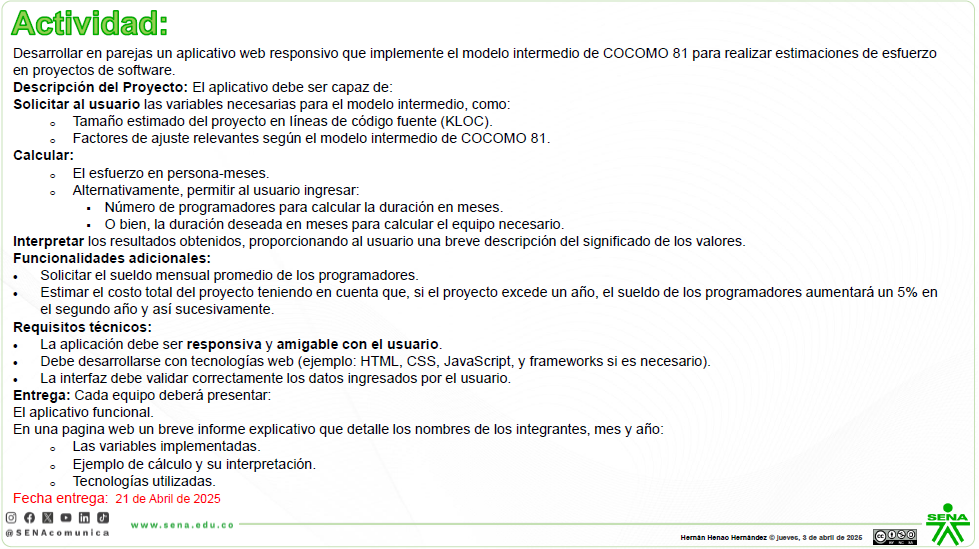 Actividad:
Desarrollar en parejas un aplicativo web responsivo que implemente el modelo intermedio de COCOMO 81 para realizar estimaciones de esfuerzo
en proyectos de software.
Descripción del Proyecto: El aplicativo debe ser capaz de:
Solicitar al usuario las variables necesarias para el modelo intermedio, como:
o Tamaño estimado del proyecto en líneas de código fuente (KLOC).
o Factores de ajuste relevantes según el modelo intermedio de COCOMO 81.
Calcular:
o El esfuerzo en persona-meses.
o Alternativamente, permitir al usuario ingresar:
▪ Número de programadores para calcular la duración en meses.
▪ O bien, la duración deseada en meses para calcular el equipo necesario.
Interpretar los resultados obtenidos, proporcionando al usuario una breve descripción del significado de los valores.
Funcionalidades adicionales:
• Solicitar el sueldo mensual promedio de los programadores.
• Estimar el costo total del proyecto teniendo en cuenta que, si el proyecto excede un año, el sueldo de los programadores aumentará un 5% en
el segundo año y así sucesivamente.
Requisitos técnicos:
• La aplicación debe ser responsiva y amigable con el usuario.
• Debe desarrollarse con tecnologías web (ejemplo: HTML, CSS, JavaScript, y frameworks si es necesario).
• La interfaz debe validar correctamente los datos ingresados por el usuario.
Entrega: Cada equipo deberá presentar:
El aplicativo funcional.
En una pagina web un breve informe explicativo que detalle los nombres de los integrantes, mes y año:
o Las variables implementadas.
o Ejemplo de cálculo y su interpretación.
o Tecnologías utilizadas.
Fecha entrega: 21 de Abril de 2025
@SENAcomunica
www.sena.edu.co
Hernán Henao Hernández © jueves, 3 de abril de 2025
cc
BY NC SA
SENA